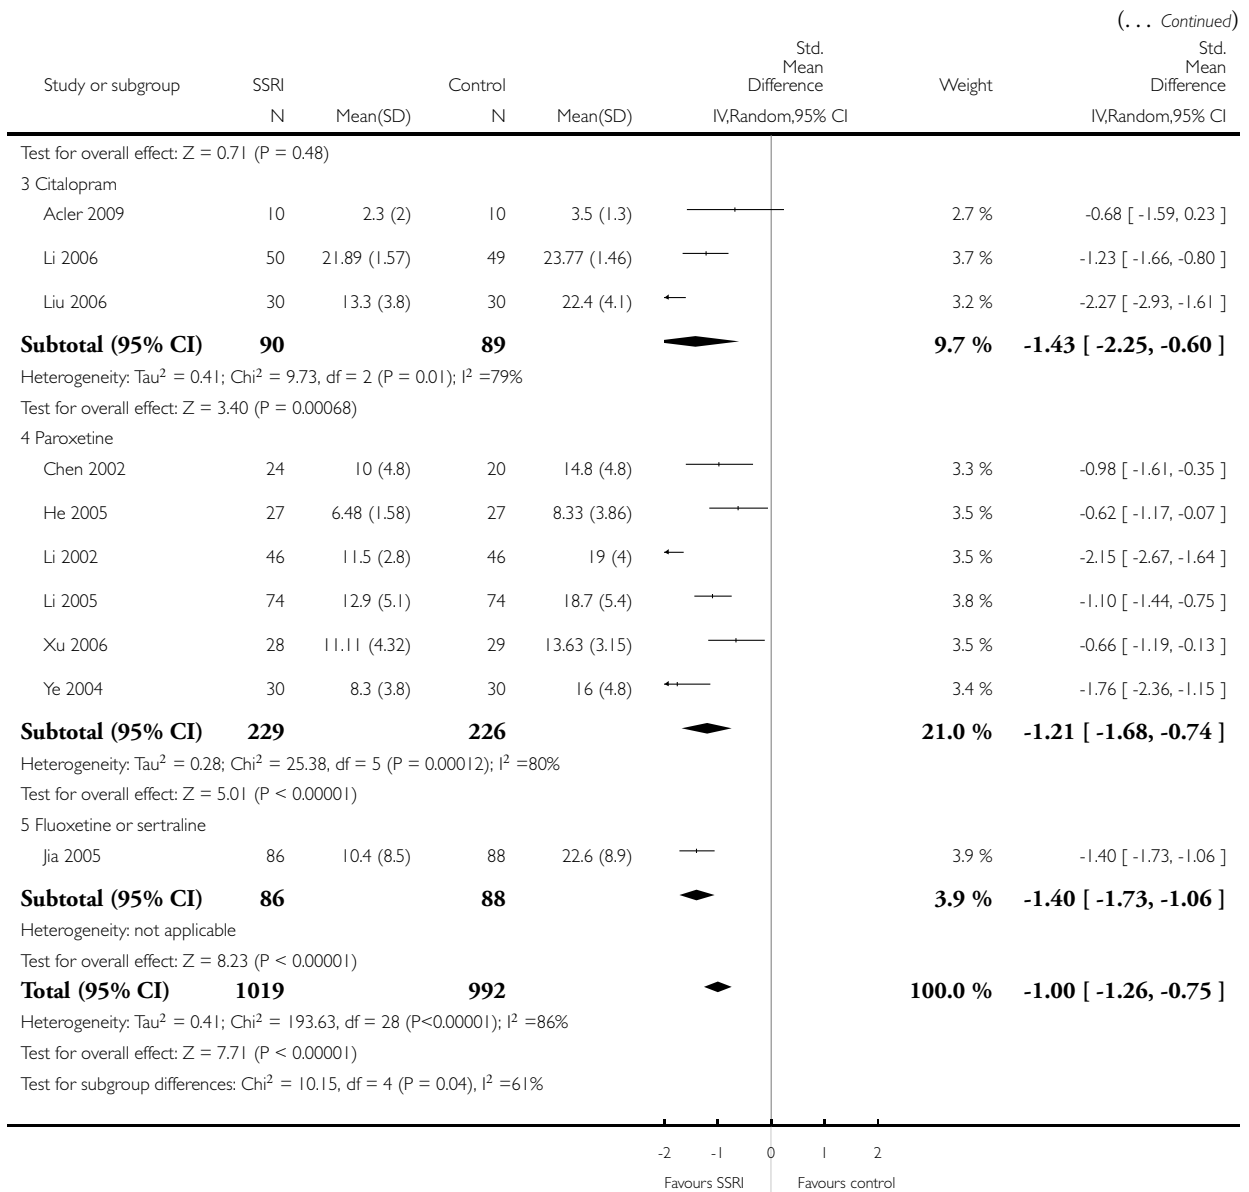 (... Continued)
Study or subgroup SSRI Control Std. Mean Difference Weight Std. Mean Difference
N Mean(SD) N Mean(SD) IV,Random,95% CI IV,Random,95% CI
Test for overall effect: Z = 0.71 (P = 0.48)
3 Citalopram
Acler 2009 10 2.3 (2) 10 3.5 (1.3) 2.7 % -0.68 [ -1.59, 0.23 ]
Li 2006 50 21.89 (1.57) 49 23.77 (1.46) 3.7 % -1.23 [ -1.66, -0.80 ]
Liu 2006 30 13.3 (3.8) 30 22.4 (4.1) 3.2 % -2.27 [ -2.93, -1.61 ]
Subtotal (95% CI) 90 89 9.7 % -1.43 [ -2.25, -0.60 ]
Heterogeneity: Tau² = 0.41; Chi² = 9.73, df = 2 (P = 0.01); I² =79%
Test for overall effect: Z = 3.40 (P = 0.00068)
4 Paroxetine
Chen 2002 24 10 (4.8) 20 14.8 (4.8) 3.3 % -0.98 [ -1.61, -0.35 ]
He 2005 27 6.48 (1.58) 27 8.33 (3.86) 3.5 % -0.62 [ -1.17, -0.07 ]
Li 2002 46 11.5 (2.8) 46 19 (4) 3.5 % -2.15 [ -2.67, -1.64 ]
Li 2005 74 12.9 (5.1) 74 18.7 (5.4) 3.8 % -1.10 [ -1.44, -0.75 ]
Xu 2006 28 11.11 (4.32) 29 13.63 (3.15) 3.5 % -0.66 [ -1.19, -0.13 ]
Ye 2004 30 8.3 (3.8) 30 16 (4.8) 3.4 % -1.76 [ -2.36, -1.15 ]
Subtotal (95% CI) 229 226 21.0 % -1.21 [ -1.68, -0.74 ]
Heterogeneity: Tau² = 0.28; Chi² = 25.38, df = 5 (P = 0.00012); I² =80%
Test for overall effect: Z = 5.01 (P < 0.00001)
5 Fluoxetine or sertraline
Jia 2005 86 10.4 (8.5) 88 22.6 (8.9) 3.9 % -1.40 [ -1.73, -1.06 ]
Subtotal (95% CI) 86 88 3.9 % -1.40 [ -1.73, -1.06 ]
Heterogeneity: not applicable
Test for overall effect: Z = 8.23 (P < 0.00001)
Total (95% CI) 1019 992 100.0 % -1.00 [ -1.26, -0.75 ]
Heterogeneity: Tau² = 0.41; Chi² = 193.63, df = 28 (P<0.00001); I² =86%
Test for overall effect: Z = 7.71 (P < 0.00001)
Test for subgroup differences: Chi² = 10.15, df = 4 (P = 0.04), I² =61%
-2 -1 0 1 2
Favours SSRI Favours control